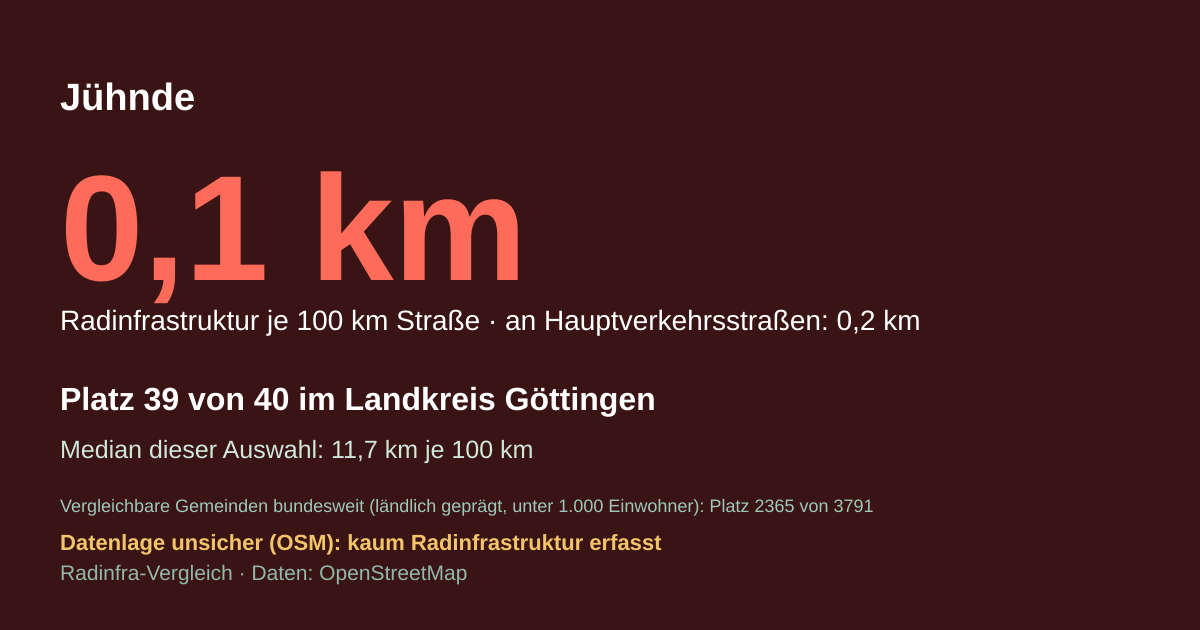 Jühnde
0,1 km
Radinfrastruktur je 100 km Straße · an Hauptverkehrsstraßen: 0,2 km
Platz 39 von 40 im Landkreis Göttingen
Median dieser Auswahl: 11,7 km je 100 km
Vergleichbare Gemeinden bundesweit (ländlich geprägt, unter 1.000 Einwohner): Platz 2365 von 3791
Datenlage unsicher (OSM): kaum Radinfrastruktur erfasst
Radinfra-Vergleich · Daten: OpenStreetMap